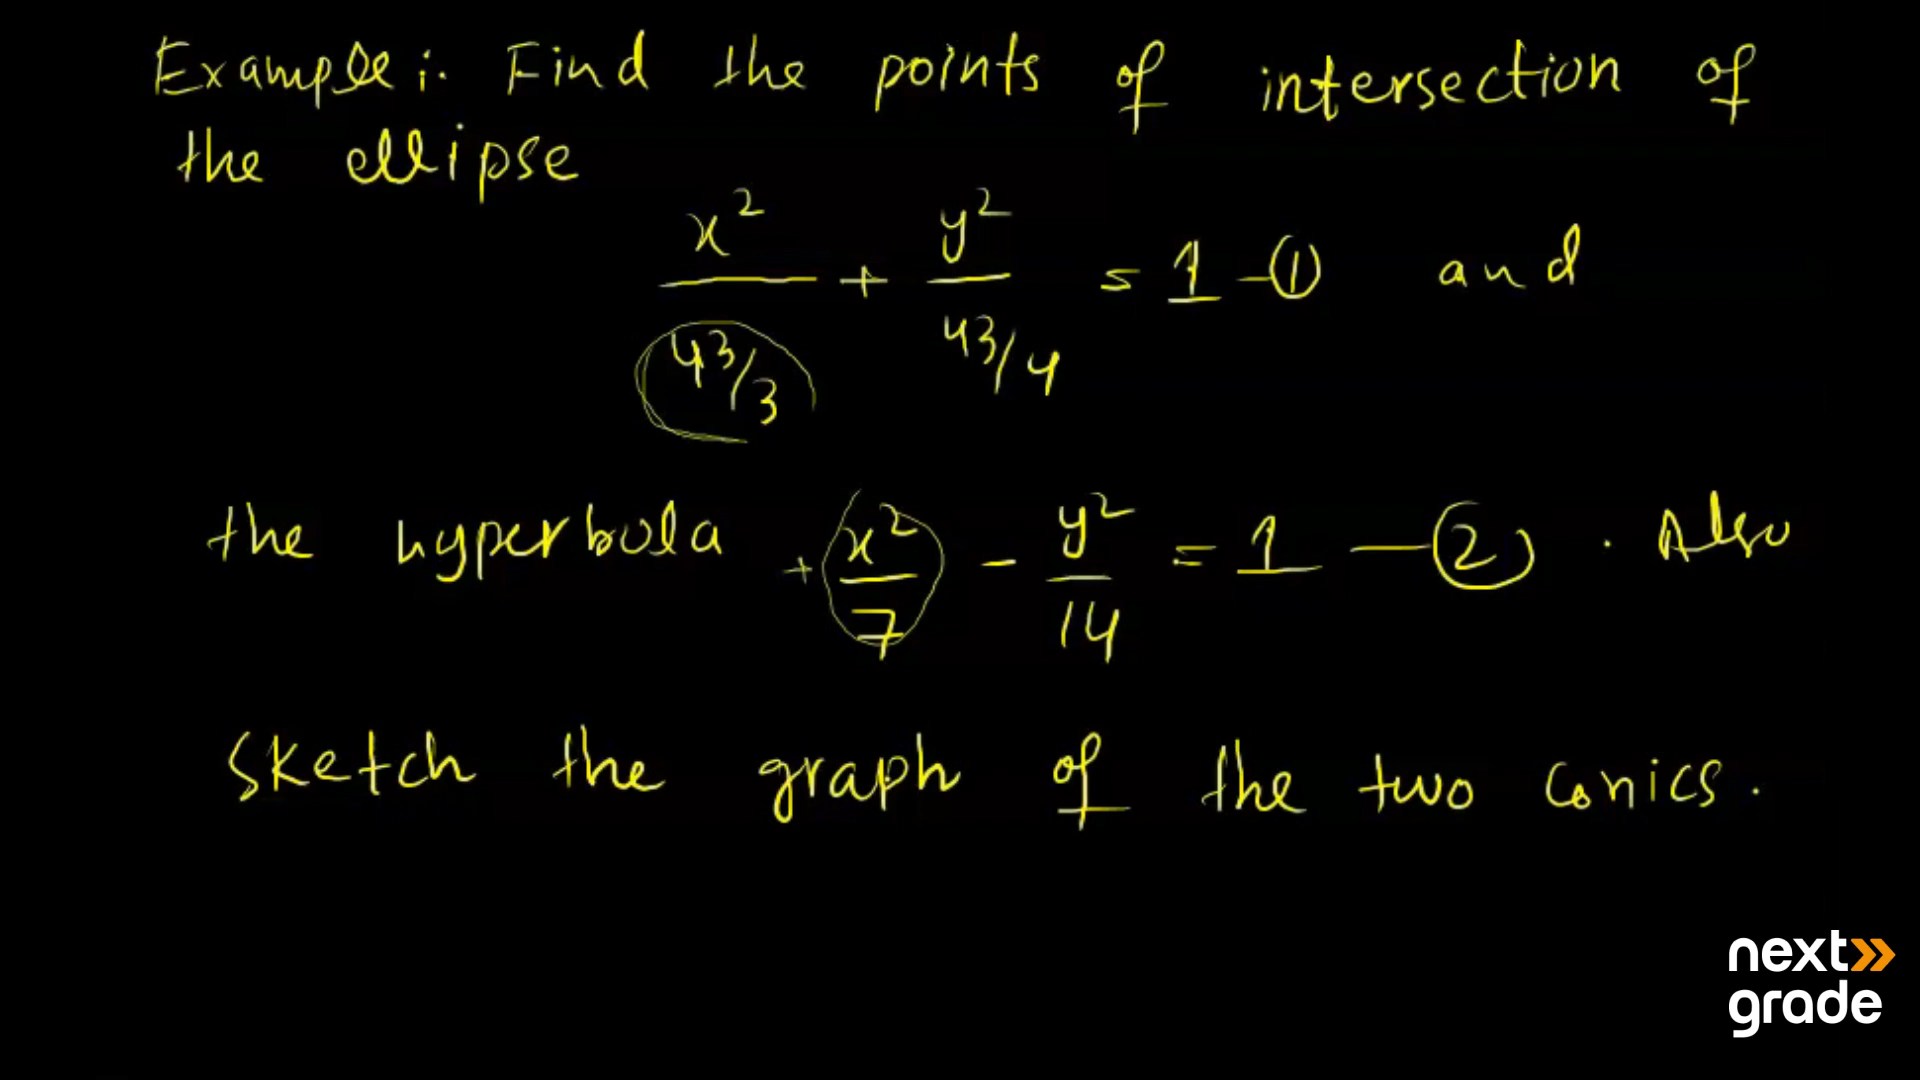 Example:. Find the points of intersection of
the ellipse
x²/(43/3) + y²/(43/4) = 1 -① and
the hyperbola + x²/7 - y²/14 = 1 —② . Also
sketch the graph of the two conics.
next»
grade